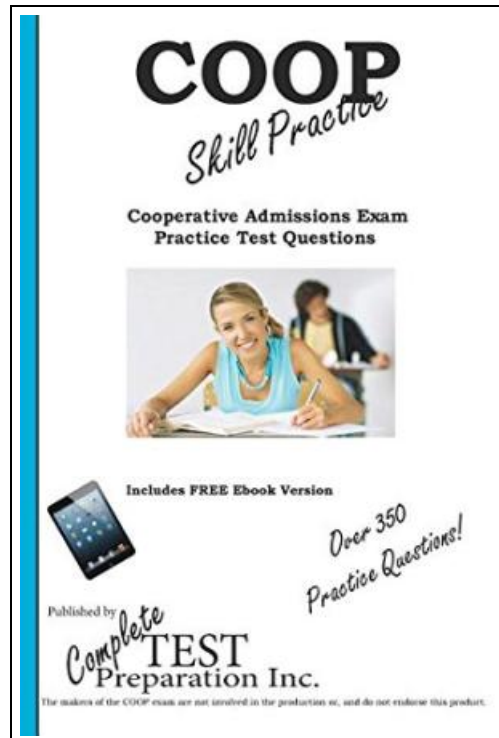 COOP
Skill Practice
Cooperative Admissions Exam
Practice Test Questions
Includes FREE Ebook Version
Over 350
Practice Questions!
Published by
Complete TEST
Preparation Inc.
The makers of the COOP exam are not involved in the production or, and do not endorse this product.